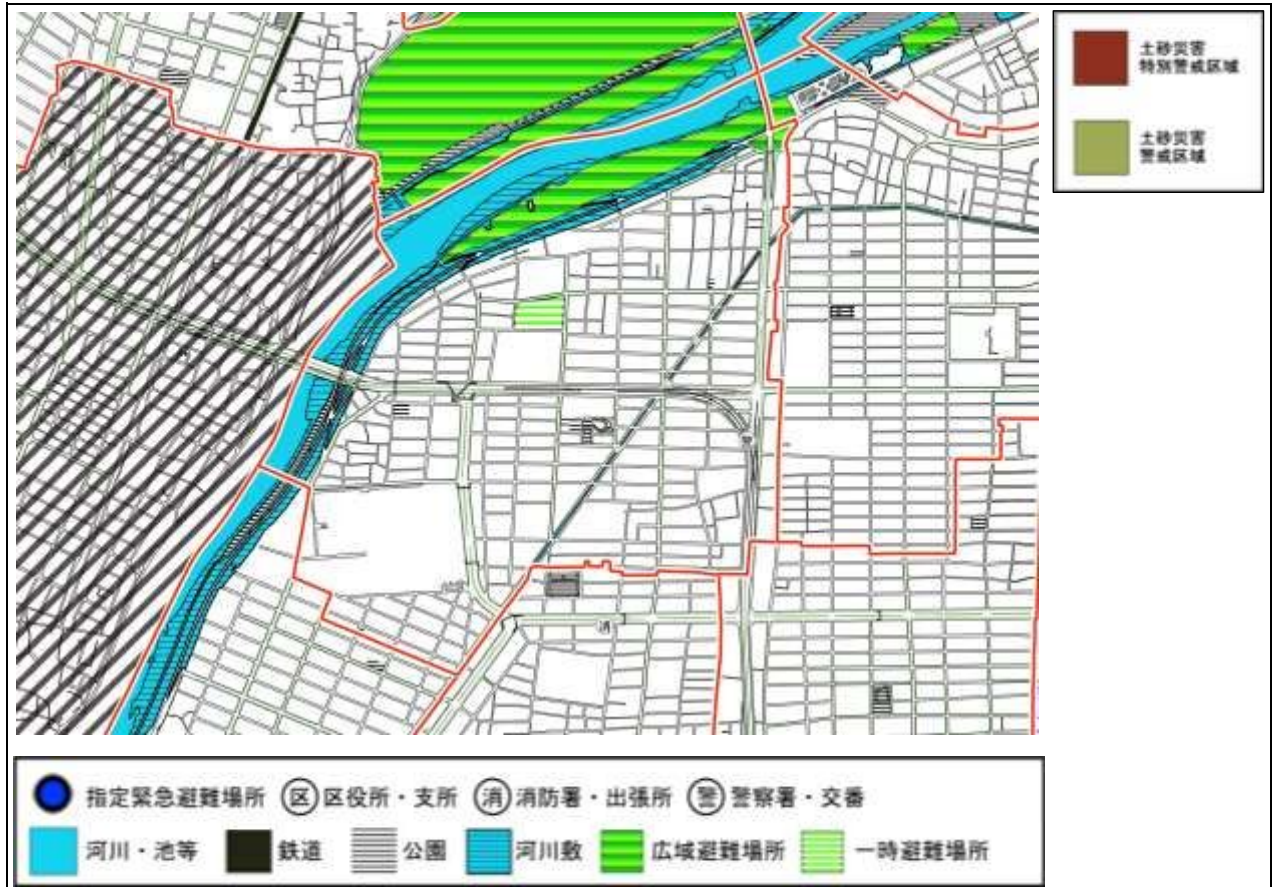 土砂災害
特別警戒区域
土砂災害
警戒区域
消
指定緊急避難場所 区 区役所・支所 消 消防署・出張所 警 警察署・交番
河川・池等 鉄道 公園 河川敷 広域避難場所 一時避難場所